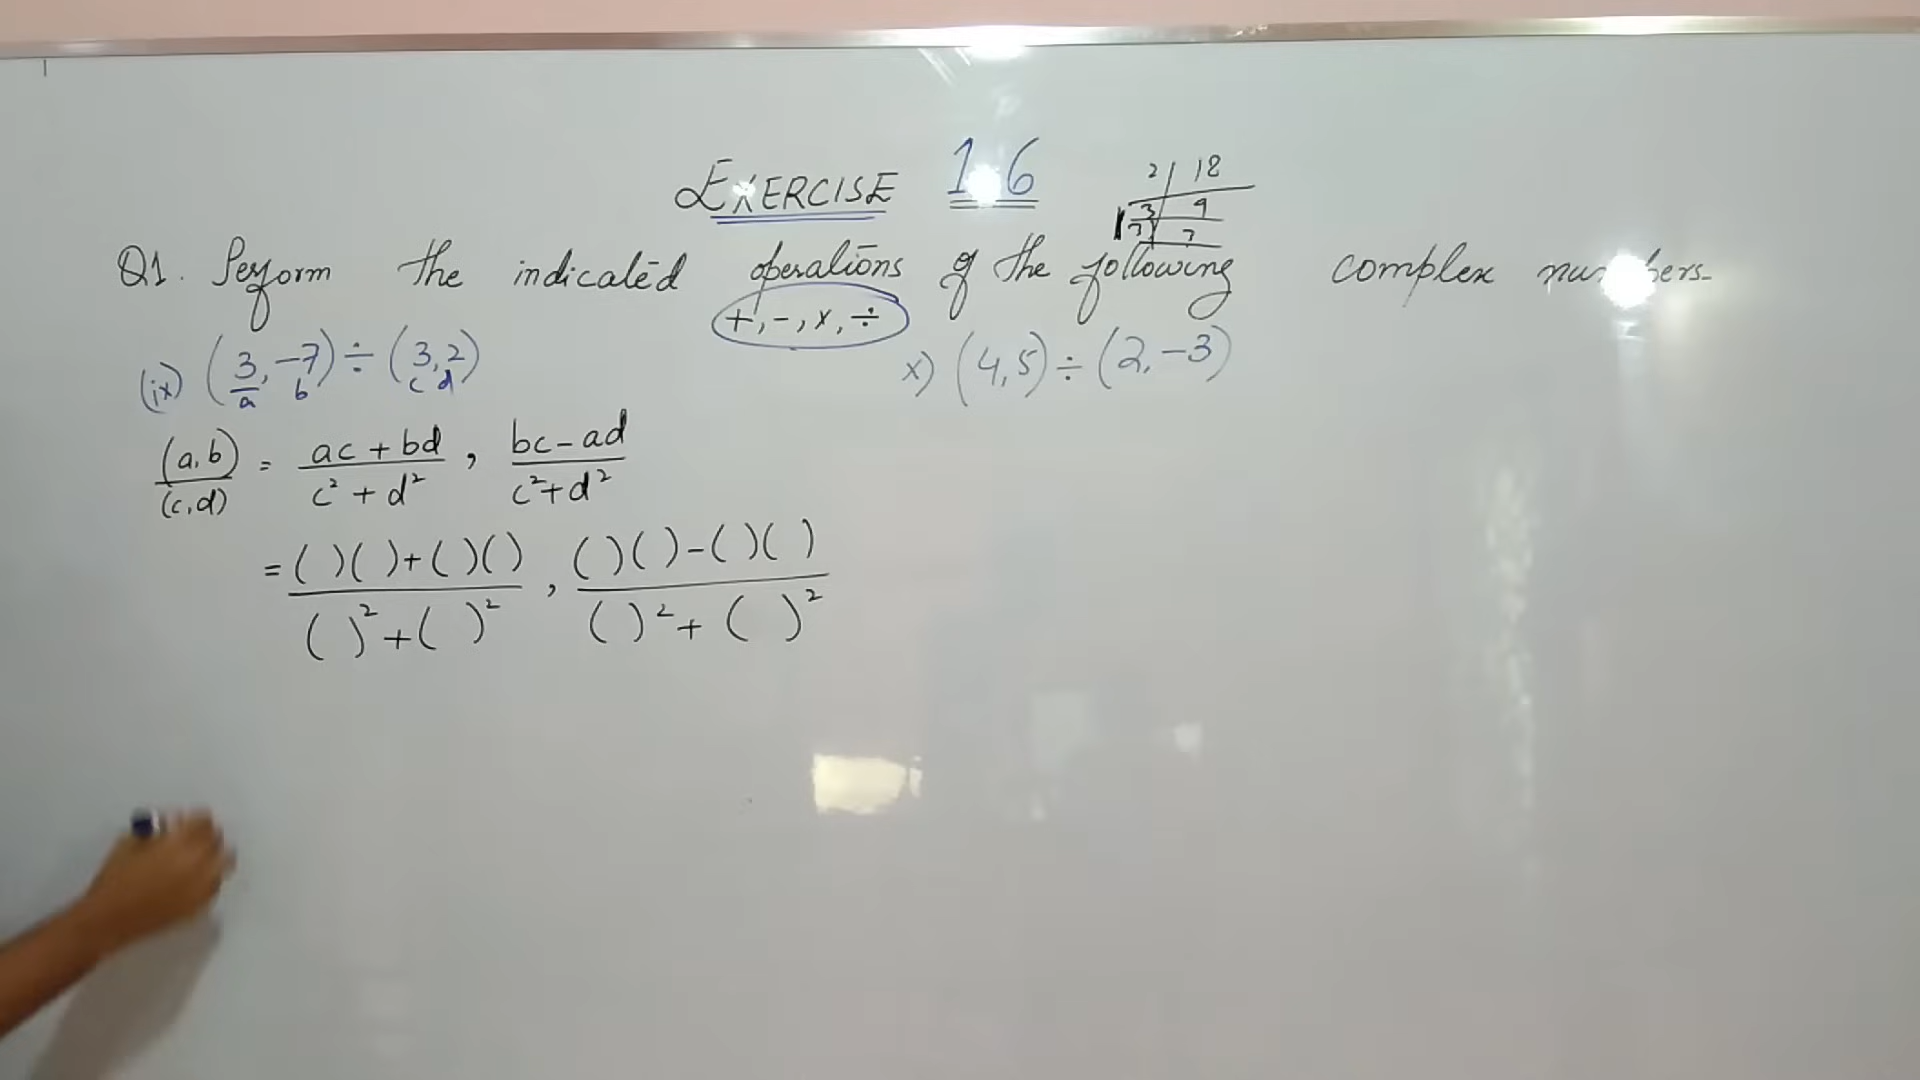 EXERCISE 1.6
2 | 18
3 | 9
3 | 3
Q1. Perform the indicated operations of the following complex numbers.
+, -, x, ÷
(ix) (3, -7) ÷ (3, 2)
a b c d
x) (4, 5) ÷ (2, -3)
(a, b) / (c, d) = ac + bd / c² + d² , bc - ad / c² + d²
= ( )( ) + ( )( ) / ( )² + ( )² , ( )( ) - ( )( ) / ( )² + ( )²